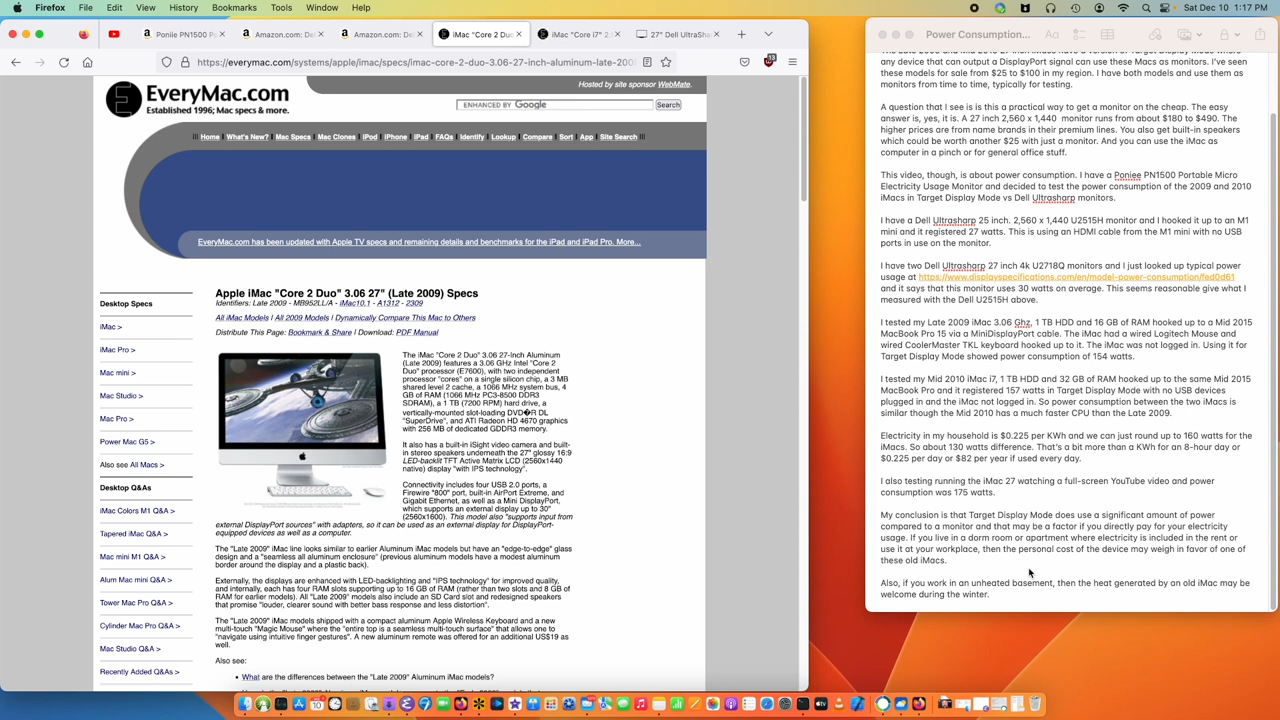 Firefox File Edit View History Bookmarks Tools Window Help
Sat Dec 10 1:17 PM
Poniie PN1500 Po
Amazon.com: Del
Amazon.com: Del
iMac "Core 2 Duo"
iMac "Core i7" 2.
27" Dell UltraSha
https://everymac.com/systems/apple/imac/specs/imac-core-2-duo-3.06-27-inch-aluminum-late-200
Hosted by site sponsor WebMate.
EveryMac.com
Established 1996; Mac specs & more.
ENHANCED BY Google
Search
Home | What's New? | Mac Specs | Mac Clones | iPod | iPhone | iPad | FAQs | Identify | Lookup | Compare | Sort | App | Site Search
EveryMac.com has been updated with Apple TV specs and remaining details and benchmarks for the iPad and iPad Pro. More...
Desktop Specs
iMac >
iMac Pro >
Mac mini >
Mac Studio >
Mac Pro >
Power Mac G5 >
Also see All Macs >
Desktop Q&As
iMac Colors M1 Q&A >
Tapered iMac Q&A >
Mac mini M1 Q&A >
Alum Mac mini Q&A >
Tower Mac Pro Q&A >
Cylinder Mac Pro Q&A >
Mac Studio Q&A >
Recently Added Q&As >
Apple iMac "Core 2 Duo" 3.06 27" (Late 2009) Specs
Identifiers: Late 2009 - MB952LL/A - iMac10,1 - A1312 - 2309
All iMac Models | All 2009 Models | Dynamically Compare This Mac to Others
Distribute This Page: Bookmark & Share | Download: PDF Manual
The iMac "Core 2 Duo" 3.06 27-Inch Aluminum
(Late 2009) features a 3.06 GHz Intel "Core 2
Duo" processor (E7600), with two independent
processor "cores" on a single silicon chip, a 3 MB
shared level 2 cache, a 1066 MHz system bus, 4
GB of RAM (1066 MHz PC3-8500 DDR3
SDRAM), a 1 TB (7200 RPM) hard drive, a
vertically-mounted slot-loading DVD�R DL
"SuperDrive", and ATI Radeon HD 4670 graphics
with 256 MB of dedicated GDDR3 memory.
It also has a built-in iSight video camera and built-
in stereo speakers underneath the 27" glossy 16:9
LED-backlit TFT Active Matrix LCD (2560x1440
native) display "with IPS technology".
Connectivity includes four USB 2.0 ports, a
Firewire "800" port, built-in AirPort Extreme, and
Gigabit Ethernet, as well as a Mini DisplayPort,
which supports an external display up to 30"
(2560x1600). This model also "supports input from
external DisplayPort sources" with adapters, so it can be used as an external display for DisplayPort-
equipped devices as well as a computer.
The "Late 2009" iMac line looks similar to earlier Aluminum iMac models but have an "edge-to-edge" glass
design and a "seamless all aluminum enclosure" (previous aluminum models have a modest aluminum
border around the display and a plastic back).
Externally, the displays are enhanced with LED-backlighting and "IPS technology" for improved quality,
and internally, each has four RAM slots supporting up to 16 GB of RAM (rather than two slots and 8 GB
of RAM for earlier models). All "Late 2009" models also include an SD Card slot and redesigned speakers
that promise "louder, clearer sound with better bass response and less distortion".
The "Late 2009" iMac models shipped with a compact aluminum Apple Wireless Keyboard and a new
multi-touch "Magic Mouse" where the "entire top is a seamless multi-touch surface" that allows one to
"navigate using intuitive finger gestures". A new aluminum remote was offered for an additional US$19 as
well.
Also see:
• What are the differences between the "Late 2009" Aluminum iMac models?
Power Consumption...
any device that can output a DisplayPort signal can use these Macs as monitors. I've seen
these models for sale from $25 to $100 in my region. I have both models and use them as
monitors from time to time, typically for testing.
A question that I see is is this a practical way to get a monitor on the cheap. The easy
answer is, yes, it is. A 27 inch 2,560 x 1,440 monitor runs from about $180 to $490. The
higher prices are from name brands in their premium lines. You also get built-in speakers
which could be worth another $25 with just a monitor. And you can use the iMac as
computer in a pinch or for general office stuff.
This video, though, is about power consumption. I have a Poniee PN1500 Portable Micro
Electricity Usage Monitor and decided to test the power consumption of the 2009 and 2010
iMacs in Target Display Mode vs Dell Ultrasharp monitors.
I have a Dell Ultrasharp 25 inch. 2,560 x 1,440 U2515H monitor and I hooked it up to an M1
mini and it registered 27 watts. This is using an HDMI cable from the M1 mini with no USB
ports in use on the monitor.
I have two Dell Ultrasharp 27 inch 4k U2718Q monitors and I just looked up typical power
usage at https://www.displayspecifications.com/en/model-power-consumption/fed0d61
and it says that this monitor uses 30 watts on average. This seems reasonable give what I
measured with the Dell U2515H above.
I tested my Late 2009 iMac 3.06 Ghz, 1 TB HDD and 16 GB of RAM hooked up to a Mid 2015
MacBook Pro 15 via a MiniDisplayPort cable. The iMac had a wired Logitech Mouse and
wired CoolerMaster TKL keyboard hooked up to it. The iMac was not logged in. Using it for
Target Display Mode showed power consumption of 154 watts.
I tested my Mid 2010 iMac i7, 1 TB HDD and 32 GB of RAM hooked up to the same Mid 2015
MacBook Pro and it registered 157 watts in Target Display Mode with no USB devices
plugged in and the iMac not logged in. So power consumption between the two iMacs is
similar though the Mid 2010 has a much faster CPU than the Late 2009.
Electricity in my household is $0.225 per KWh and we can just round up to 160 watts for the
iMacs. So about 130 watts difference. That's a bit more than a KWh for an 8-hour day or
$0.225 per day or $82 per year if used every day.
I also testing running the iMac 27 watching a full-screen YouTube video and power
consumption was 175 watts.
My conclusion is that Target Display Mode does use a significant amount of power
compared to a monitor and that may be a factor if you directly pay for your electricity
usage. If you live in a dorm room or apartment where electricity is included in the rent or
use it at your workplace, then the personal cost of the device may weigh in favor of one of
these old iMacs.
Also, if you work in an unheated basement, then the heat generated by an old iMac may be
welcome during the winter.